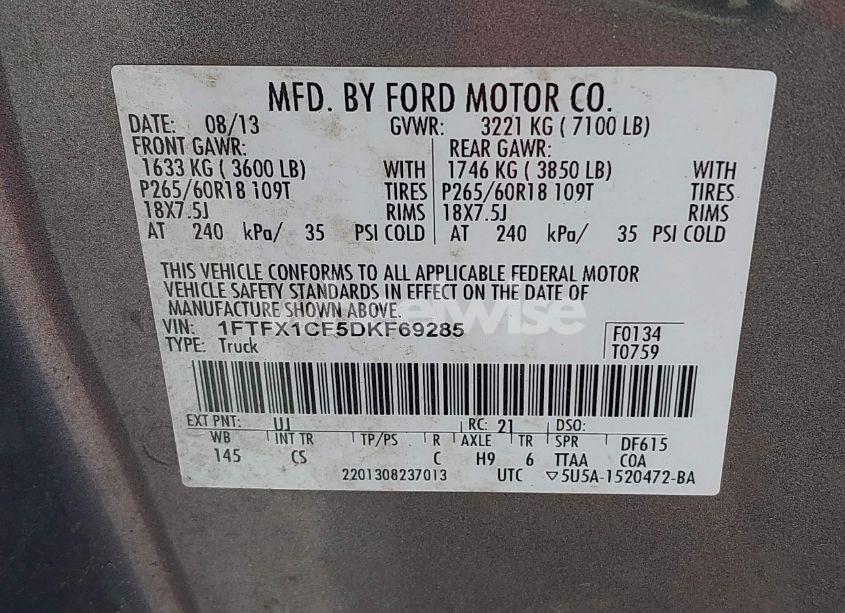 MFD. BY FORD MOTOR CO.
DATE: 08/13 GVWR: 3221 KG ( 7100 LB)
FRONT GAWR: REAR GAWR:
1633 KG ( 3600 LB) WITH 1746 KG ( 3850 LB) WITH
P265/60R18 109T TIRES P265/60R18 109T TIRES
18X7.5J RIMS 18X7.5J RIMS
AT 240 kPa/ 35 PSI COLD AT 240 kPa/ 35 PSI COLD
THIS VEHICLE CONFORMS TO ALL APPLICABLE FEDERAL MOTOR
VEHICLE SAFETY STANDARDS IN EFFECT ON THE DATE OF
MANUFACTURE SHOWN ABOVE.
VIN: 1FTFX1CF5DKF69285 F0134
TYPE: Truck T0759
EXT PNT: UJ RC: 21 DSO:
WB INT TR TP/PS R AXLE TR SPR DF615
145 CS C H9 6 TTAA COA
2201308237013 UTC ▽5U5A-1520472-BA